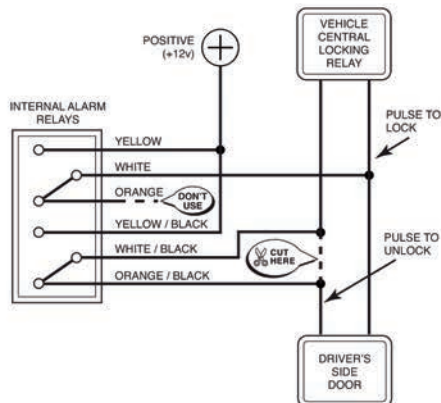 VEHICLE
CENTRAL
LOCKING
RELAY
POSITIVE
(+12v)
INTERNAL ALARM
RELAYS
PULSE TO
LOCK
YELLOW
WHITE
ORANGE
DON'T
USE
YELLOW / BLACK
WHITE / BLACK
CUT
HERE
PULSE TO
UNLOCK
ORANGE / BLACK
DRIVER'S
SIDE
DOOR